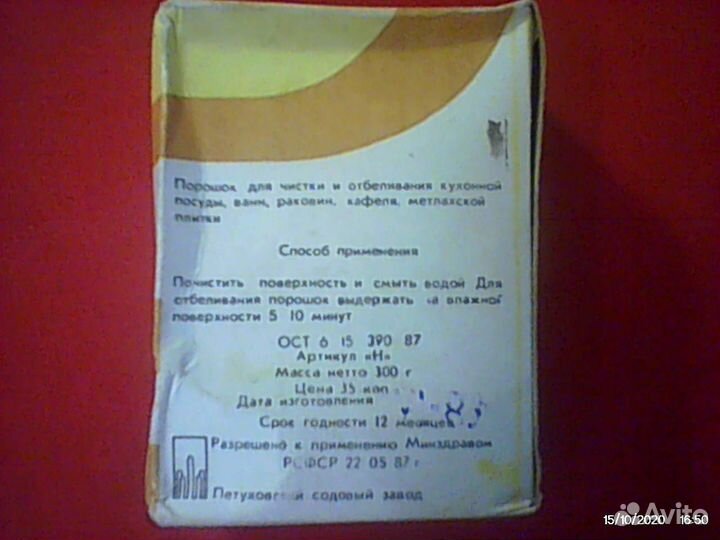 Порошок для чистки и отбеливания кухонной
посуды, ванн, раковин, кафеля, метлахской
плитки
Способ применения
Почистить поверхность и смыть водой Для
отбеливания порошок выдержать на влажной
поверхности 5 10 минут
ОСТ 6 15 390 87
Артикул «Н»
Масса нетто 300 г
Цена 35 коп
Дата изготовления
Срок годности 12 месяцев
Разрешено к применению Минздравом
РСФСР 22 05 87 г
Петуховский содовый завод
Avito
15/10/2020 16:50